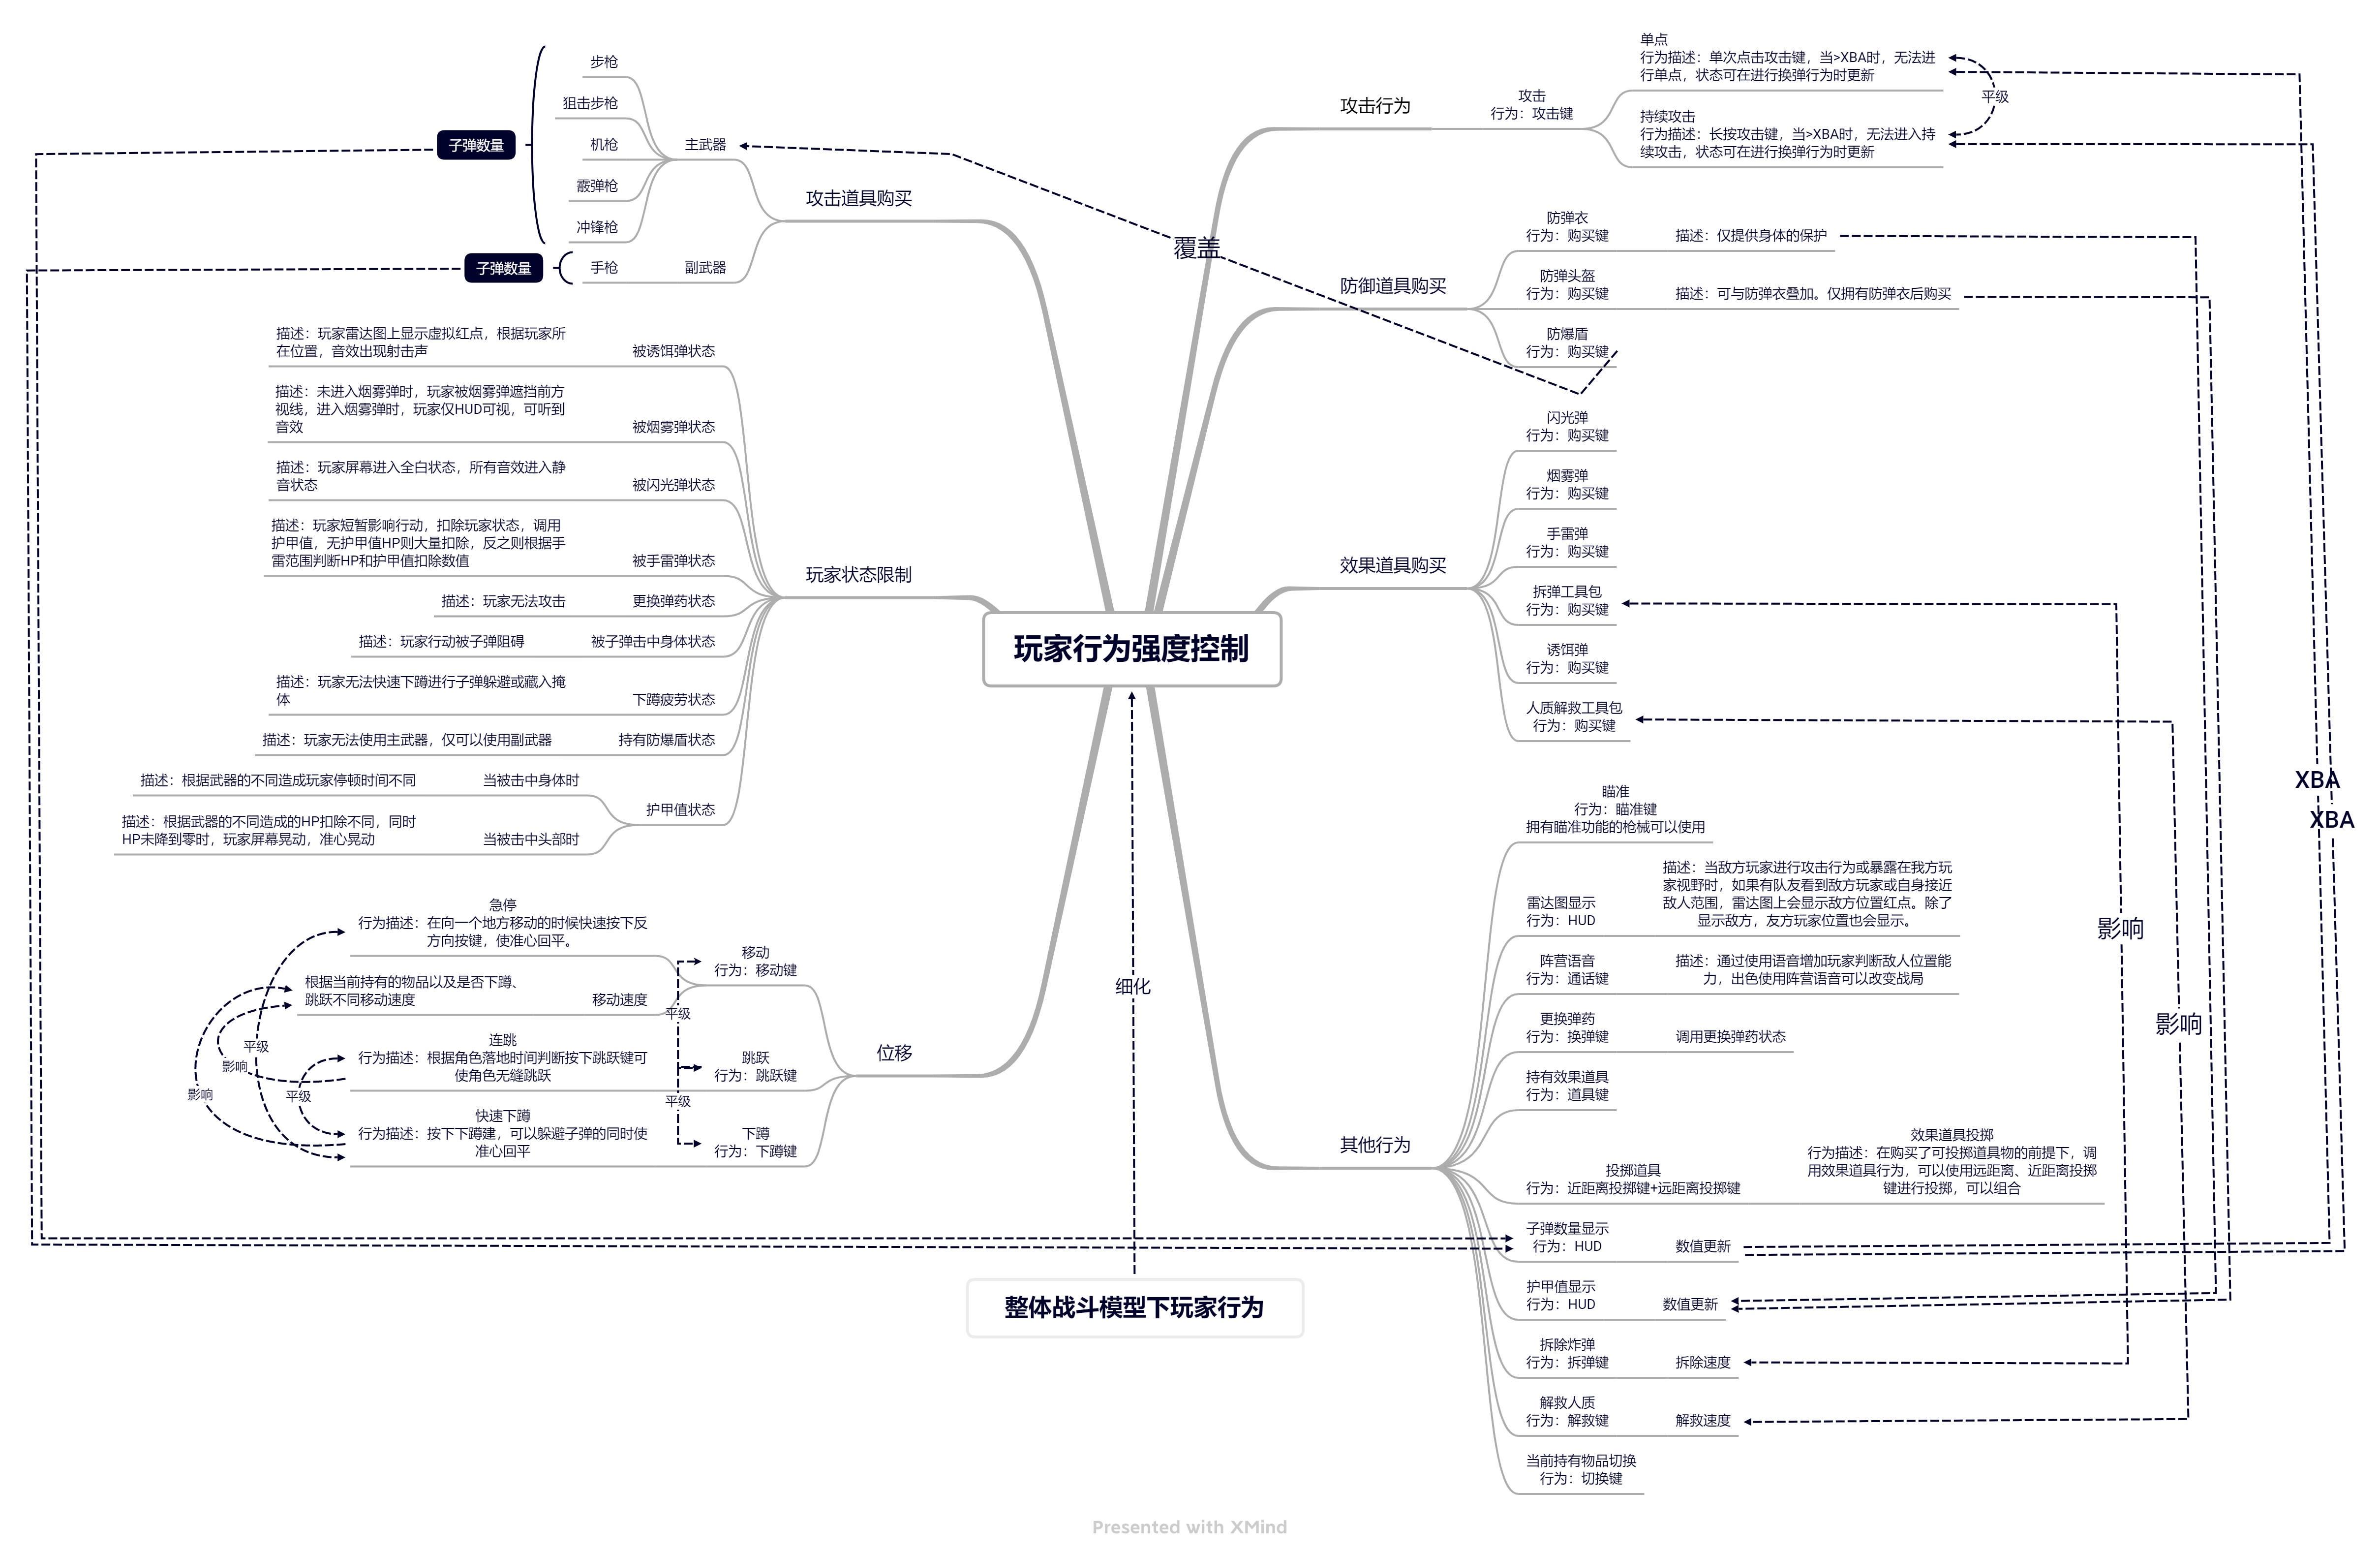 玩家行为强度控制
攻击道具购买
主武器
步枪
狙击步枪
机枪
霰弹枪
冲锋枪
子弹数量
副武器
手枪
子弹数量
玩家状态限制
被诱饵弹状态
描述：玩家雷达图上显示虚拟红点，根据玩家所
在位置，音效出现射击声
被烟雾弹状态
描述：未进入烟雾弹时，玩家被烟雾弹遮挡前方
视线，进入烟雾弹时，玩家仅HUD可视，可听到
音效
被闪光弹状态
描述：玩家屏幕进入全白状态，所有音效进入静
音状态
被手雷弹状态
描述：玩家短暂影响行动，扣除玩家状态，调用
护甲值，无护甲值HP则大量扣除，反之则根据手
雷范围判断HP和护甲值扣除数值
更换弹药状态
描述：玩家无法攻击
被子弹击中身体状态
描述：玩家行动被子弹阻碍
下蹲疲劳状态
描述：玩家无法快速下蹲进行子弹躲避或藏入掩
体
持有防爆盾状态
描述：玩家无法使用主武器，仅可以使用副武器
护甲值状态
当被击中身体时
描述：根据武器的不同造成玩家停顿时间不同
当被击中头部时
描述：根据武器的不同造成的HP扣除不同，同时
HP未降到零时，玩家屏幕晃动，准心晃动
位移
移动
行为：移动键
急停
行为描述：在向一个地方移动的时候快速按下反
方向按键，使准心回平。
移动速度
根据当前持有的物品以及是否下蹲、
跳跃不同移动速度
跳跃
行为：跳跃键
连跳
行为描述：根据角色落地时间判断按下跳跃键可
使角色无缝跳跃
下蹲
行为：下蹲键
快速下蹲
行为描述：按下下蹲建，可以躲避子弹的同时使
准心回平
平级
平级
平级
影响
影响
平级
攻击行为
攻击
行为：攻击键
单点
行为描述：单次点击攻击键，当>XBA时，无法进
行单点，状态可在进行换弹行为时更新
持续攻击
行为描述：长按攻击键，当>XBA时，无法进入持
续攻击，状态可在进行换弹行为时更新
平级
防御道具购买
防弹衣
行为：购买键
描述：仅提供身体的保护
防弹头盔
行为：购买键
描述：可与防弹衣叠加。仅拥有防弹衣后购买
防爆盾
行为：购买键
覆盖
效果道具购买
闪光弹
行为：购买键
烟雾弹
行为：购买键
手雷弹
行为：购买键
拆弹工具包
行为：购买键
诱饵弹
行为：购买键
人质解救工具包
行为：购买键
其他行为
瞄准
行为：瞄准键
拥有瞄准功能的枪械可以使用
雷达图显示
行为：HUD
描述：当敌方玩家进行攻击行为或暴露在我方玩
家视野时，如果有队友看到敌方玩家或自身接近
敌人范围，雷达图上会显示敌方位置红点。除了
显示敌方，友方玩家位置也会显示。
阵营语音
行为：通话键
描述：通过使用语音增加玩家判断敌人位置能
力，出色使用阵营语音可以改变战局
更换弹药
行为：换弹键
调用更换弹药状态
持有效果道具
行为：道具键
投掷道具
行为：近距离投掷键+远距离投掷键
效果道具投掷
行为描述：在购买了可投掷道具物的前提下，调
用效果道具行为，可以使用远距离、近距离投掷
键进行投掷，可以组合
子弹数量显示
行为：HUD
数值更新
护甲值显示
行为：HUD
数值更新
拆除炸弹
行为：拆弹键
拆除速度
解救人质
行为：解救键
解救速度
当前持有物品切换
行为：切换键
XBA
XBA
影响
影响
细化
整体战斗模型下玩家行为
Presented with XMind